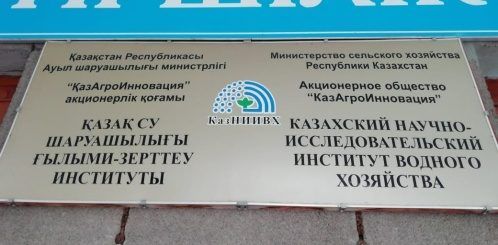 Қазақстан Республикасы
Ауыл шаруашылығы министрлігі
“ҚазАгроИнновация”
акционерлік қоғамы
ҚАЗАҚ СУ
ШАРУАШЫЛЫҒЫ
ҒЫЛЫМИ-ЗЕРТТЕУ
ИНСТИТУТЫ
КазНИИВХ
Министерство сельского хозяйства
Республики Казахстан
Акционерное общество
“КазАгроИнновация”
КАЗАХСКИЙ НАУЧНО-
ИССЛЕДОВАТЕЛЬСКИЙ
ИНСТИТУТ ВОДНОГО
ХОЗЯЙСТВА